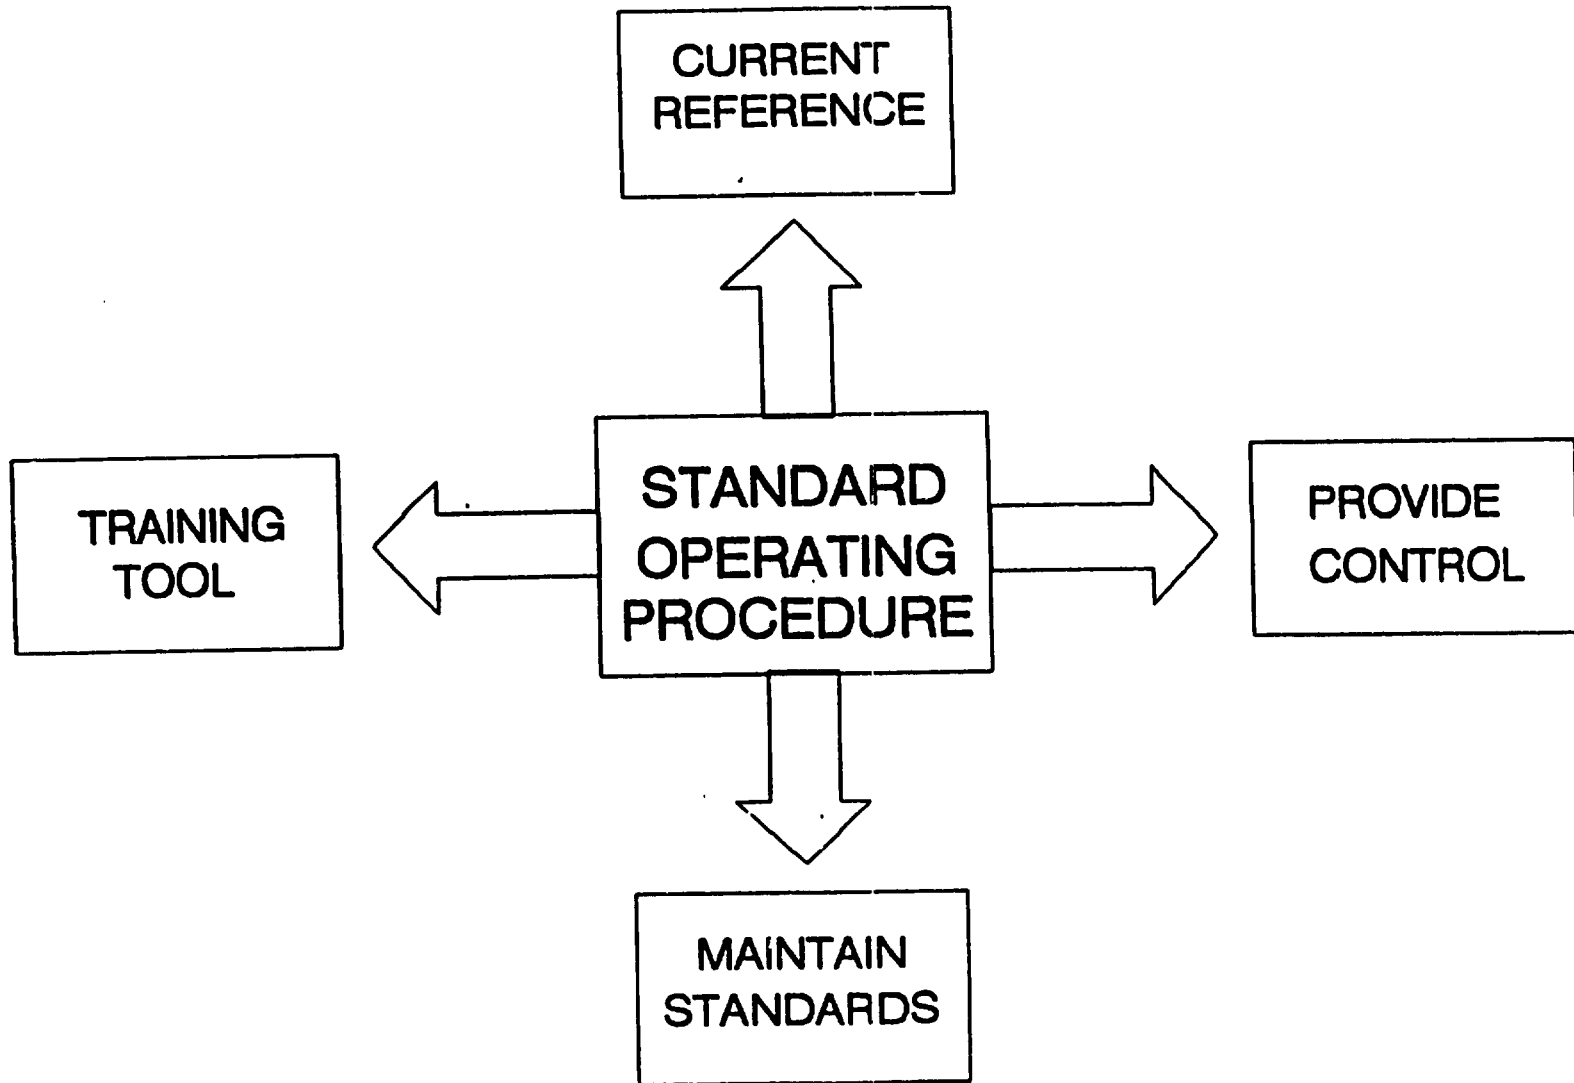 CURRENT
REFERENCE
TRAINING
TOOL
STANDARD
OPERATING
PROCEDURE
PROVIDE
CONTROL
MAINTAIN
STANDARDS